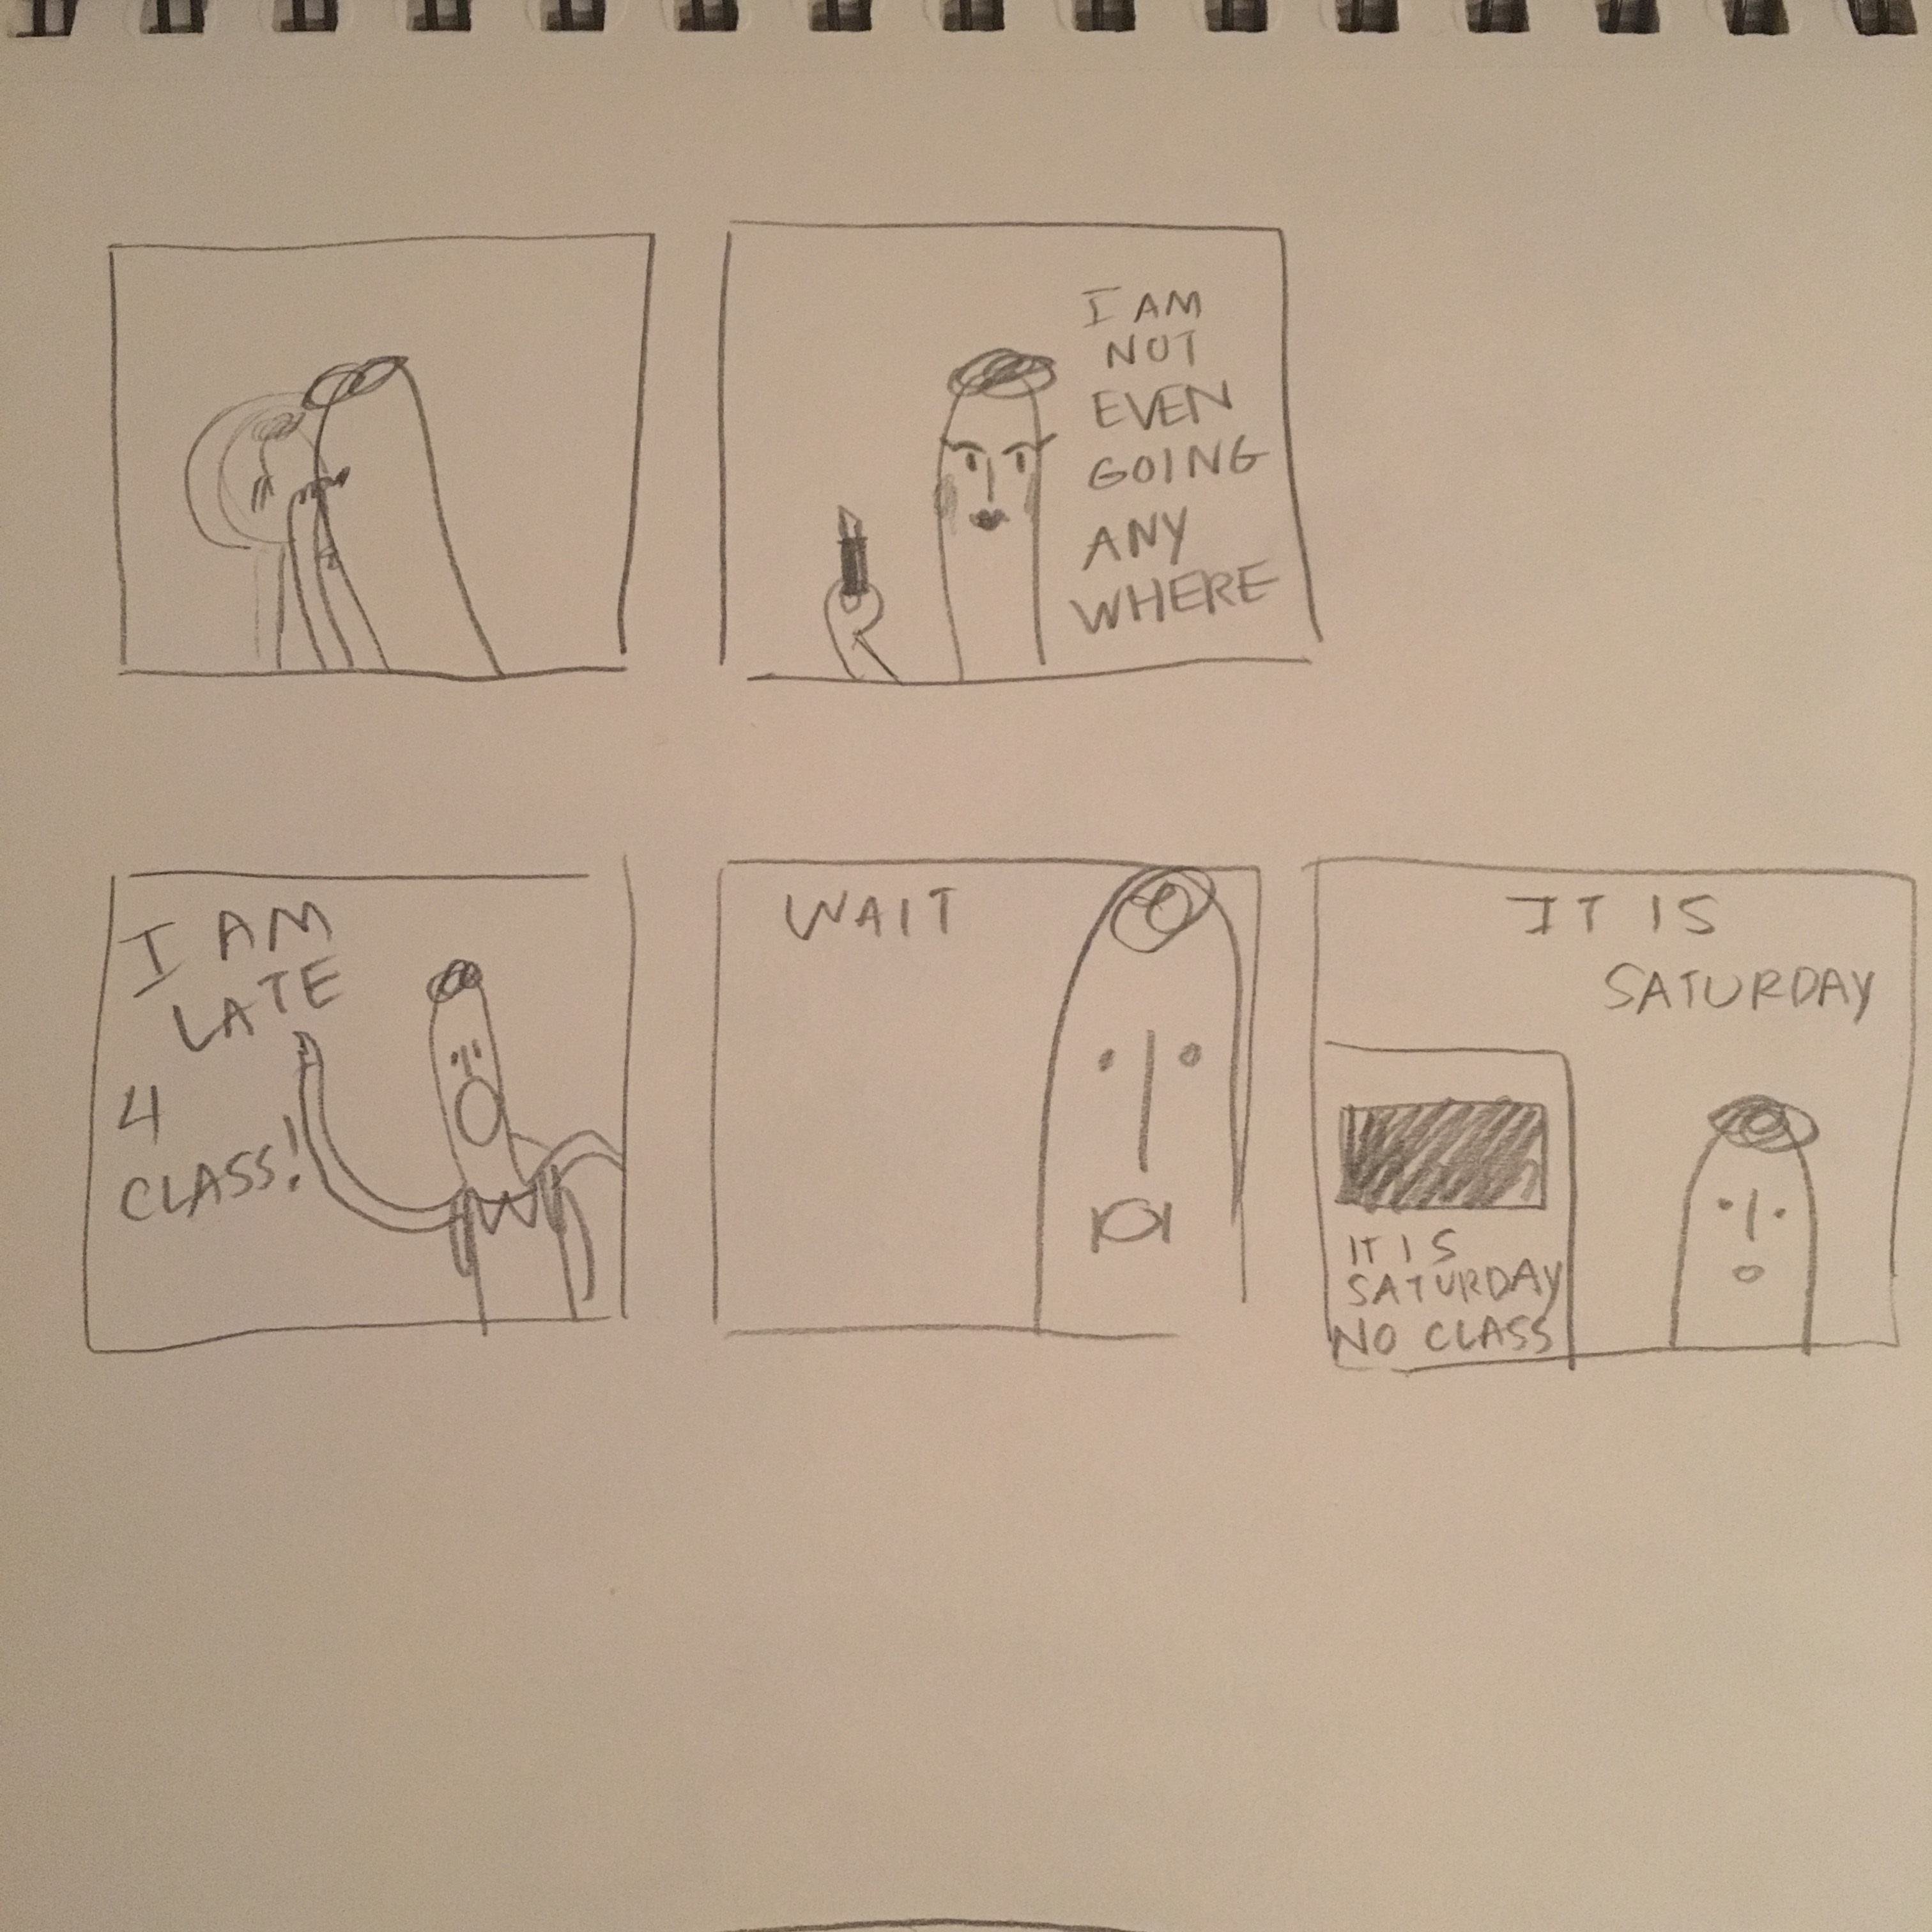 I AM
NOT
EVEN
GOING
ANY
WHERE
I AM
LATE
4
CLASS!
WAIT
IT IS
SATURDAY
IT IS
SATURDAY
NO CLASS